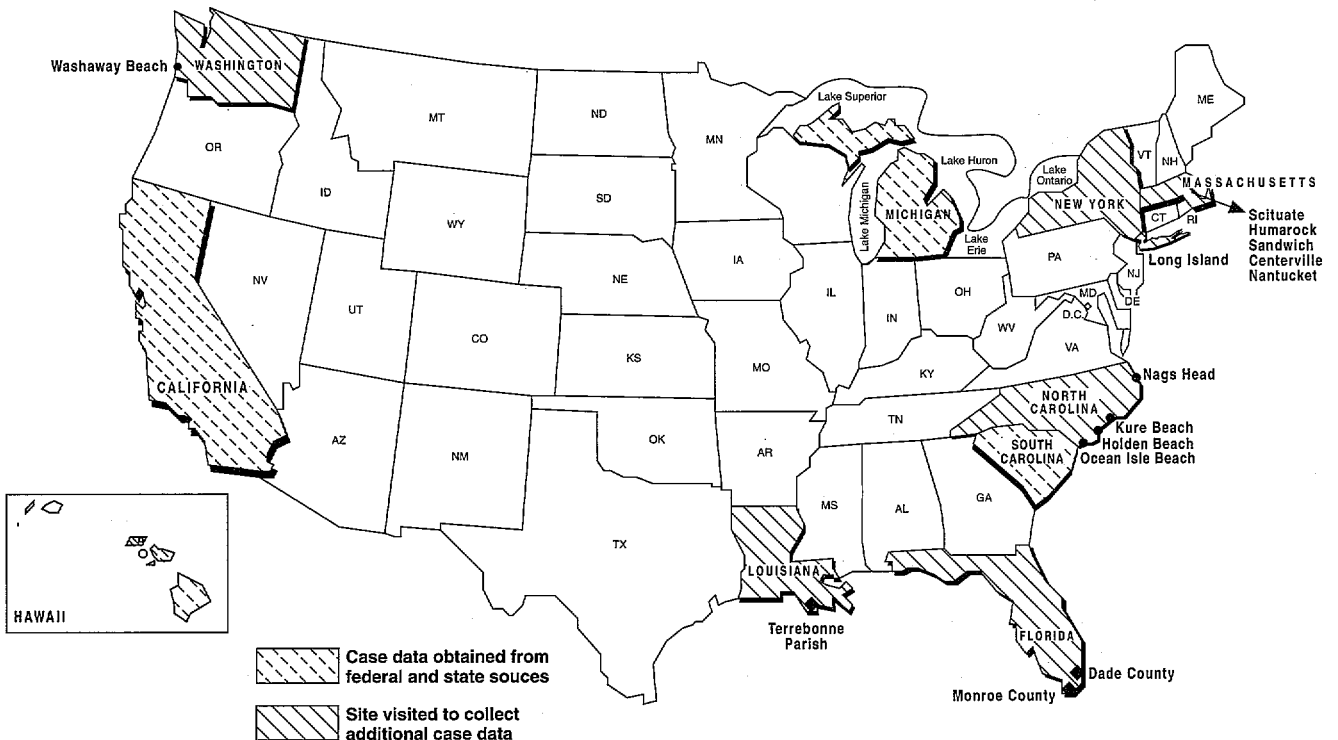 Washaway Beach
WASHINGTON
OR
MT
ID
WY
ND
SD
NE
MN
IA
Lake Superior
Lake Michigan
MICHIGAN
Lake Huron
Lake
Erie
Lake
Ontario
NEW YORK
VT
NH
ME
MASSACHUSETTS
CT
RI
Scituate
Humarock
Sandwich
Centerville
Nantucket
Long Island
PA
NJ
DE
MD
D.C.
NV
UT
CO
KS
MO
IL
IN
OH
WV
VA
KY
CALIFORNIA
AZ
NM
OK
AR
TN
NORTH
CAROLINA
SOUTH
CAROLINA
Nags Head
Kure Beach
Holden Beach
Ocean Isle Beach
MS
AL
GA
TX
LOUISIANA
Terrebonne
Parish
FLORIDA
Dade County
Monroe County
HAWAII
Case data obtained from
federal and state souces
Site visited to collect
additional case data